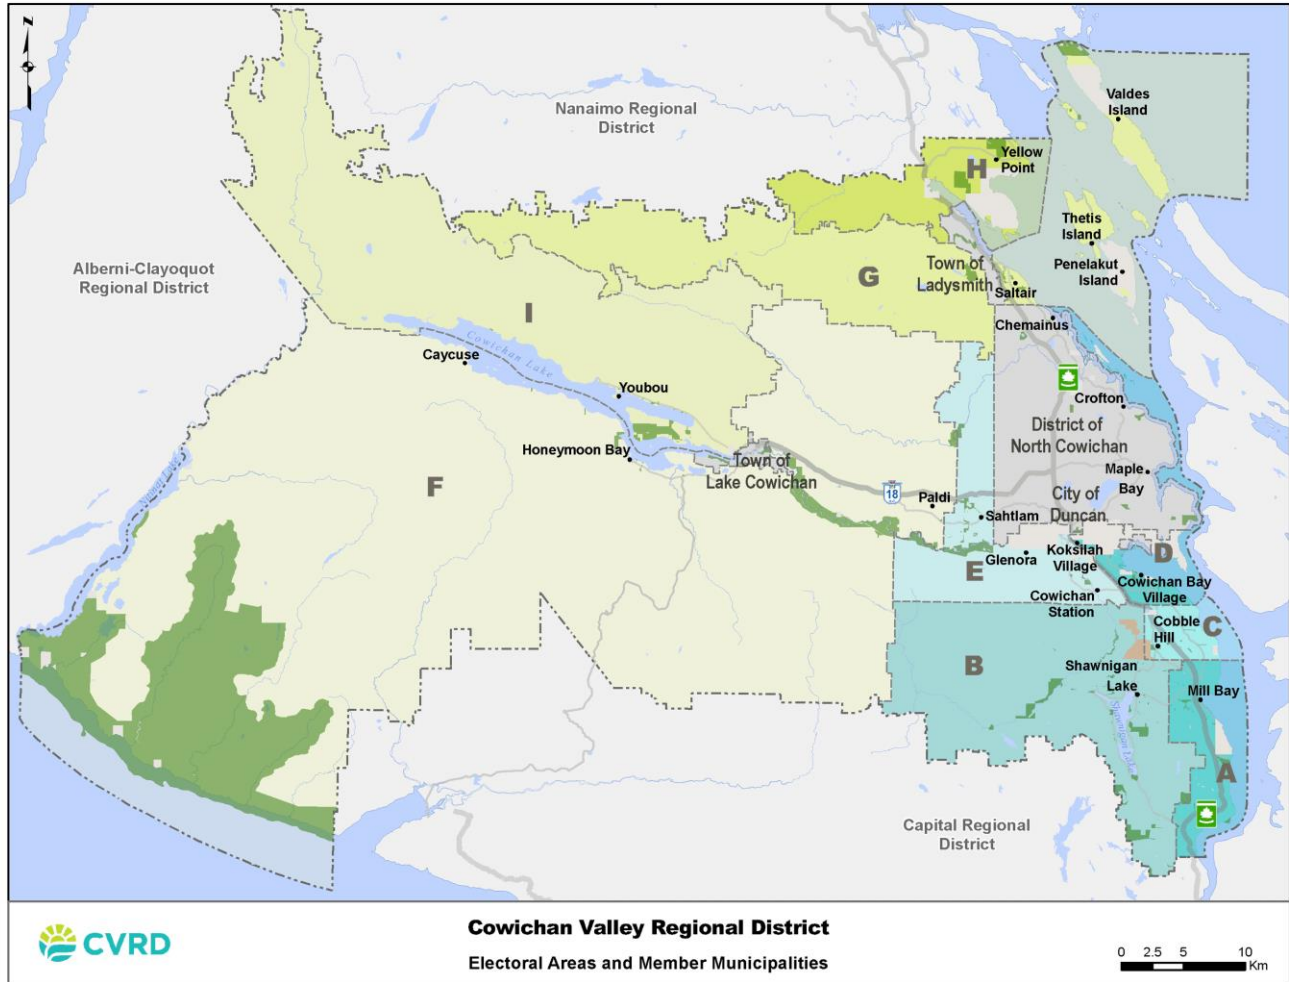 N
Nanaimo Regional
District
Valdes
Island
Yellow
Point
H
Thetis
Island
Penelakut
Island
Alberni-Clayoquot
Regional District
G
Town of
Ladysmith
Saltair
I
Chemainus
Cowichan Lake
Caycuse
Youbou
Crofton
District of
North Cowichan
Honeymoon Bay
Town of
Lake Cowichan
Maple
Bay
F
18
Paldi
City of
Duncan
Sahtlam
Glenora
Koksilah
Village
D
E
Cowichan Bay
Village
Cowichan
Station
Cobble
Hill
C
B
Shawnigan
Lake
Mill Bay
Shawnigan Lake
A
Capital Regional
District
CVRD
Cowichan Valley Regional District
Electoral Areas and Member Municipalities
0 2.5 5 10
Km